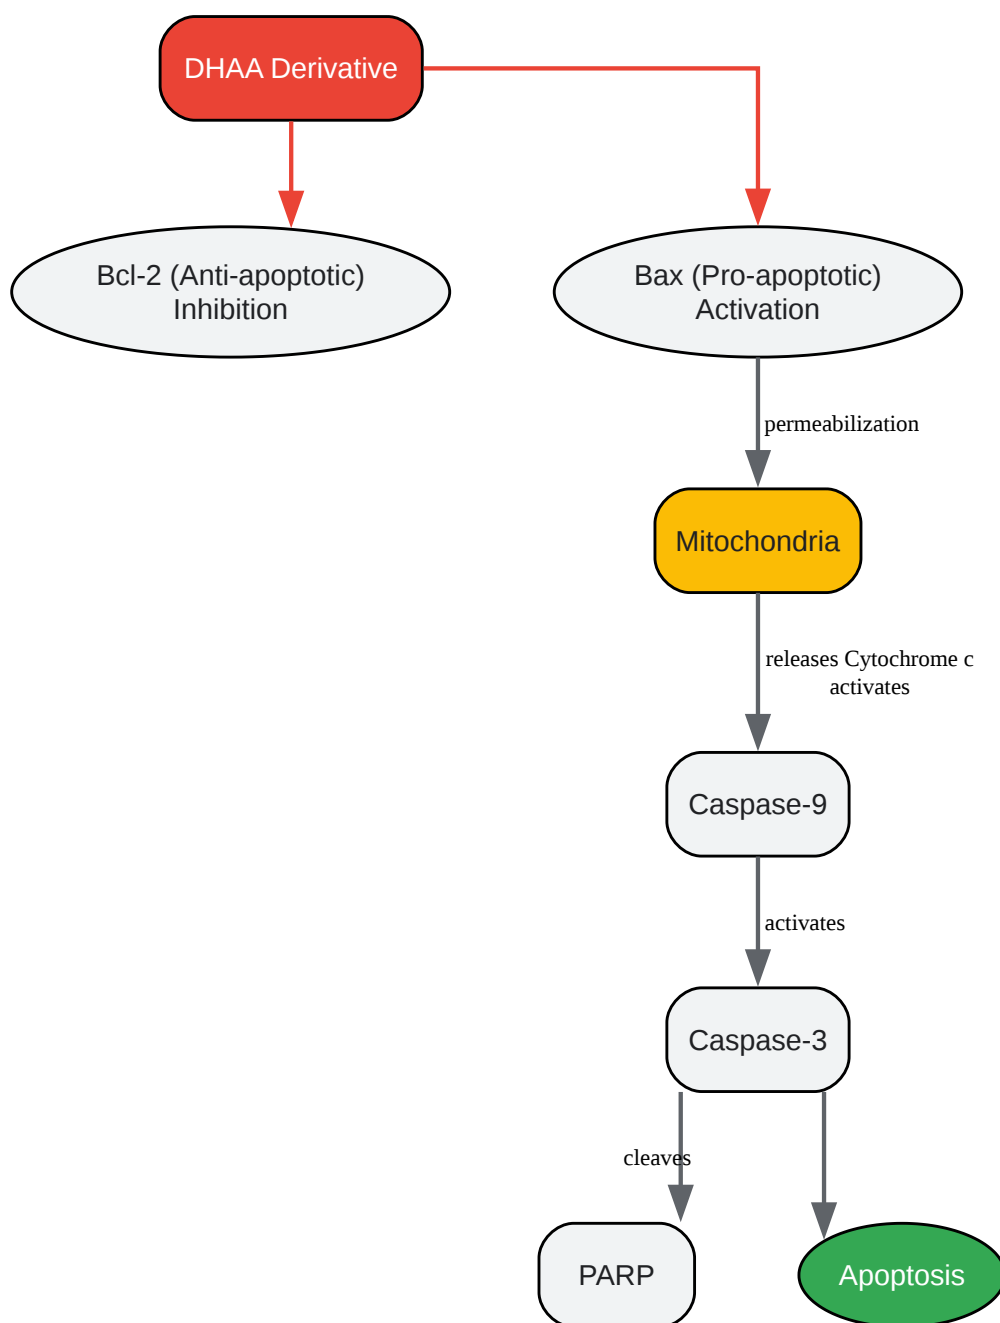 DHAA Derivative
Bcl-2 (Anti-apoptotic)
Inhibition
Bax (Pro-apoptotic)
Activation
permeabilization
Mitochondria
releases Cytochrome c
activates
Caspase-9
activates
Caspase-3
cleaves
PARP
Apoptosis